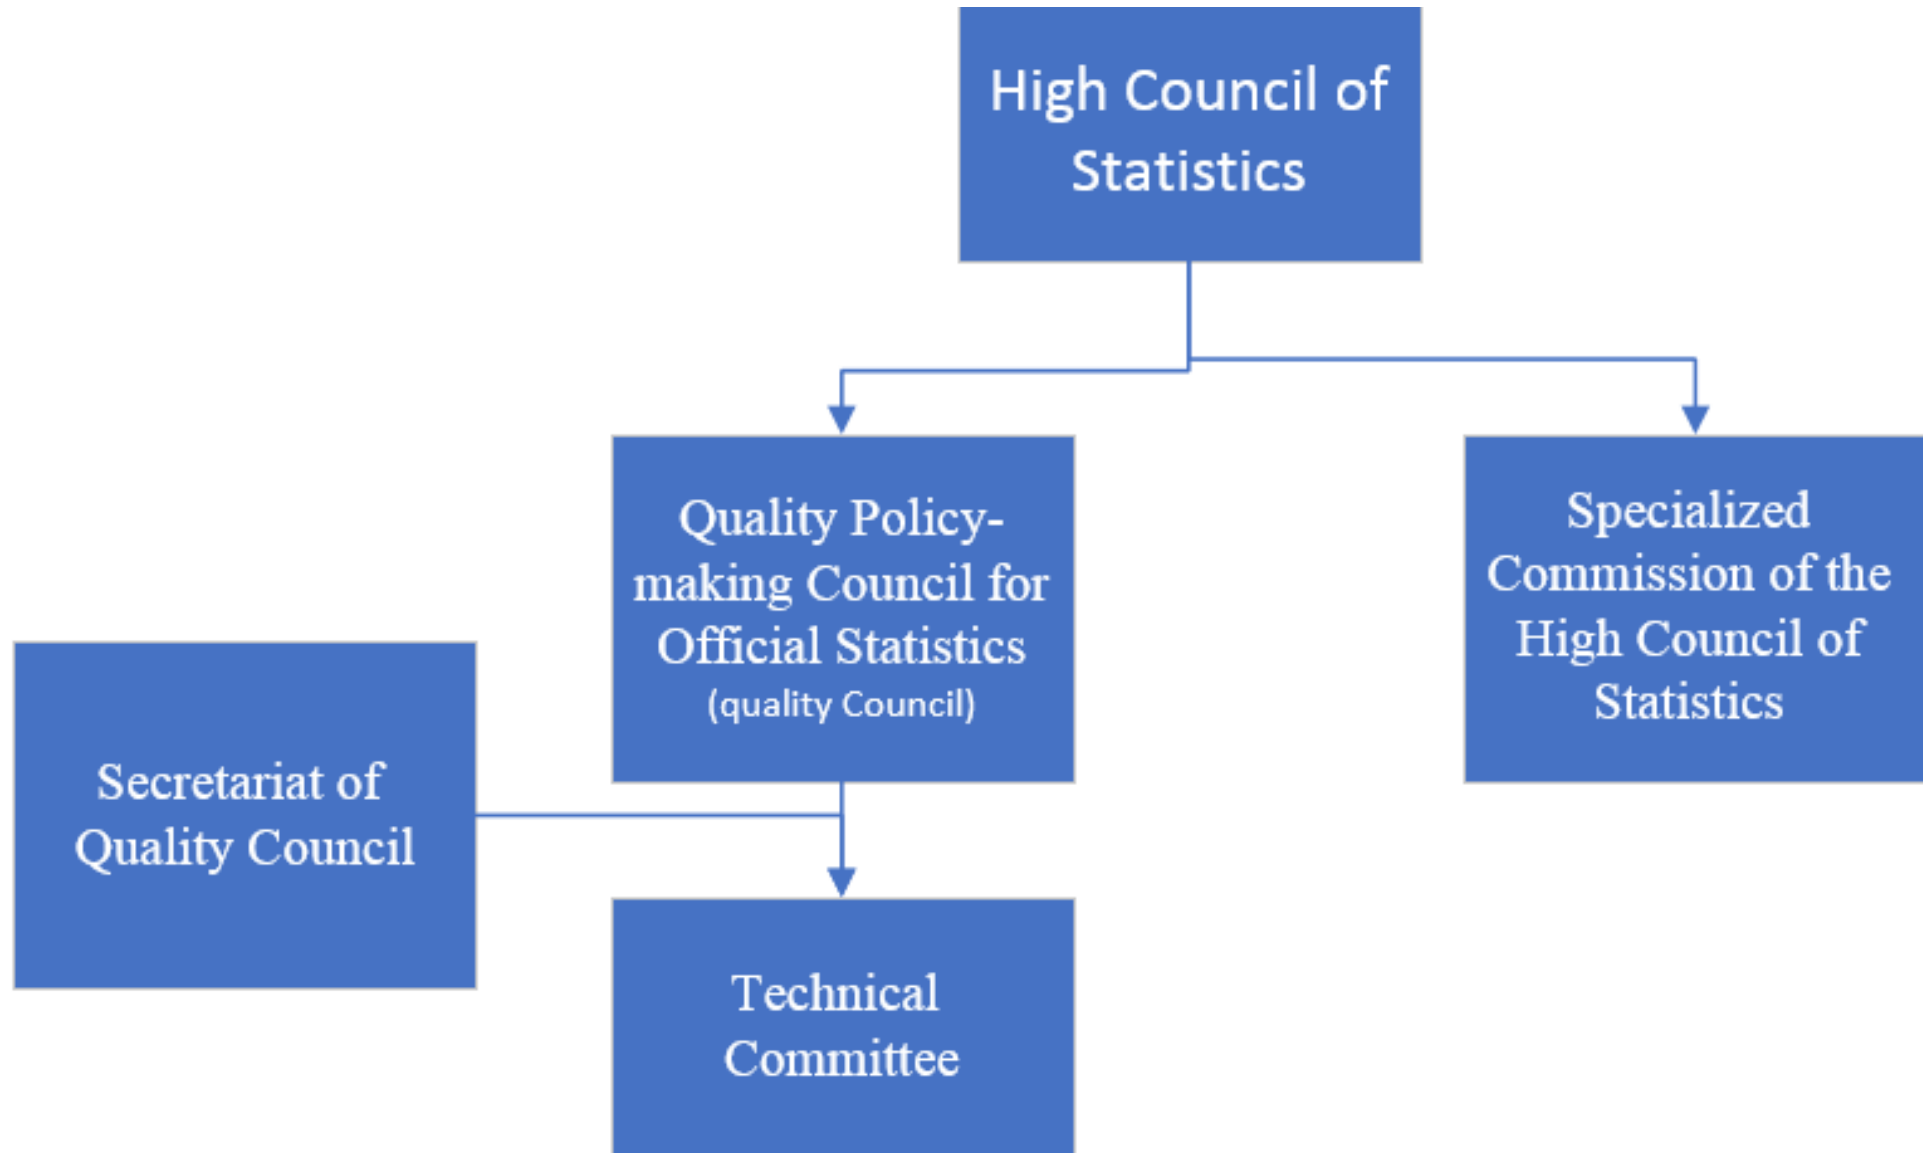 High Council of
Statistics
Quality Policy-
making Council for
Official Statistics
(quality Council)
Specialized
Commission of the
High Council of
Statistics
Secretariat of
Quality Council
Technical
Committee